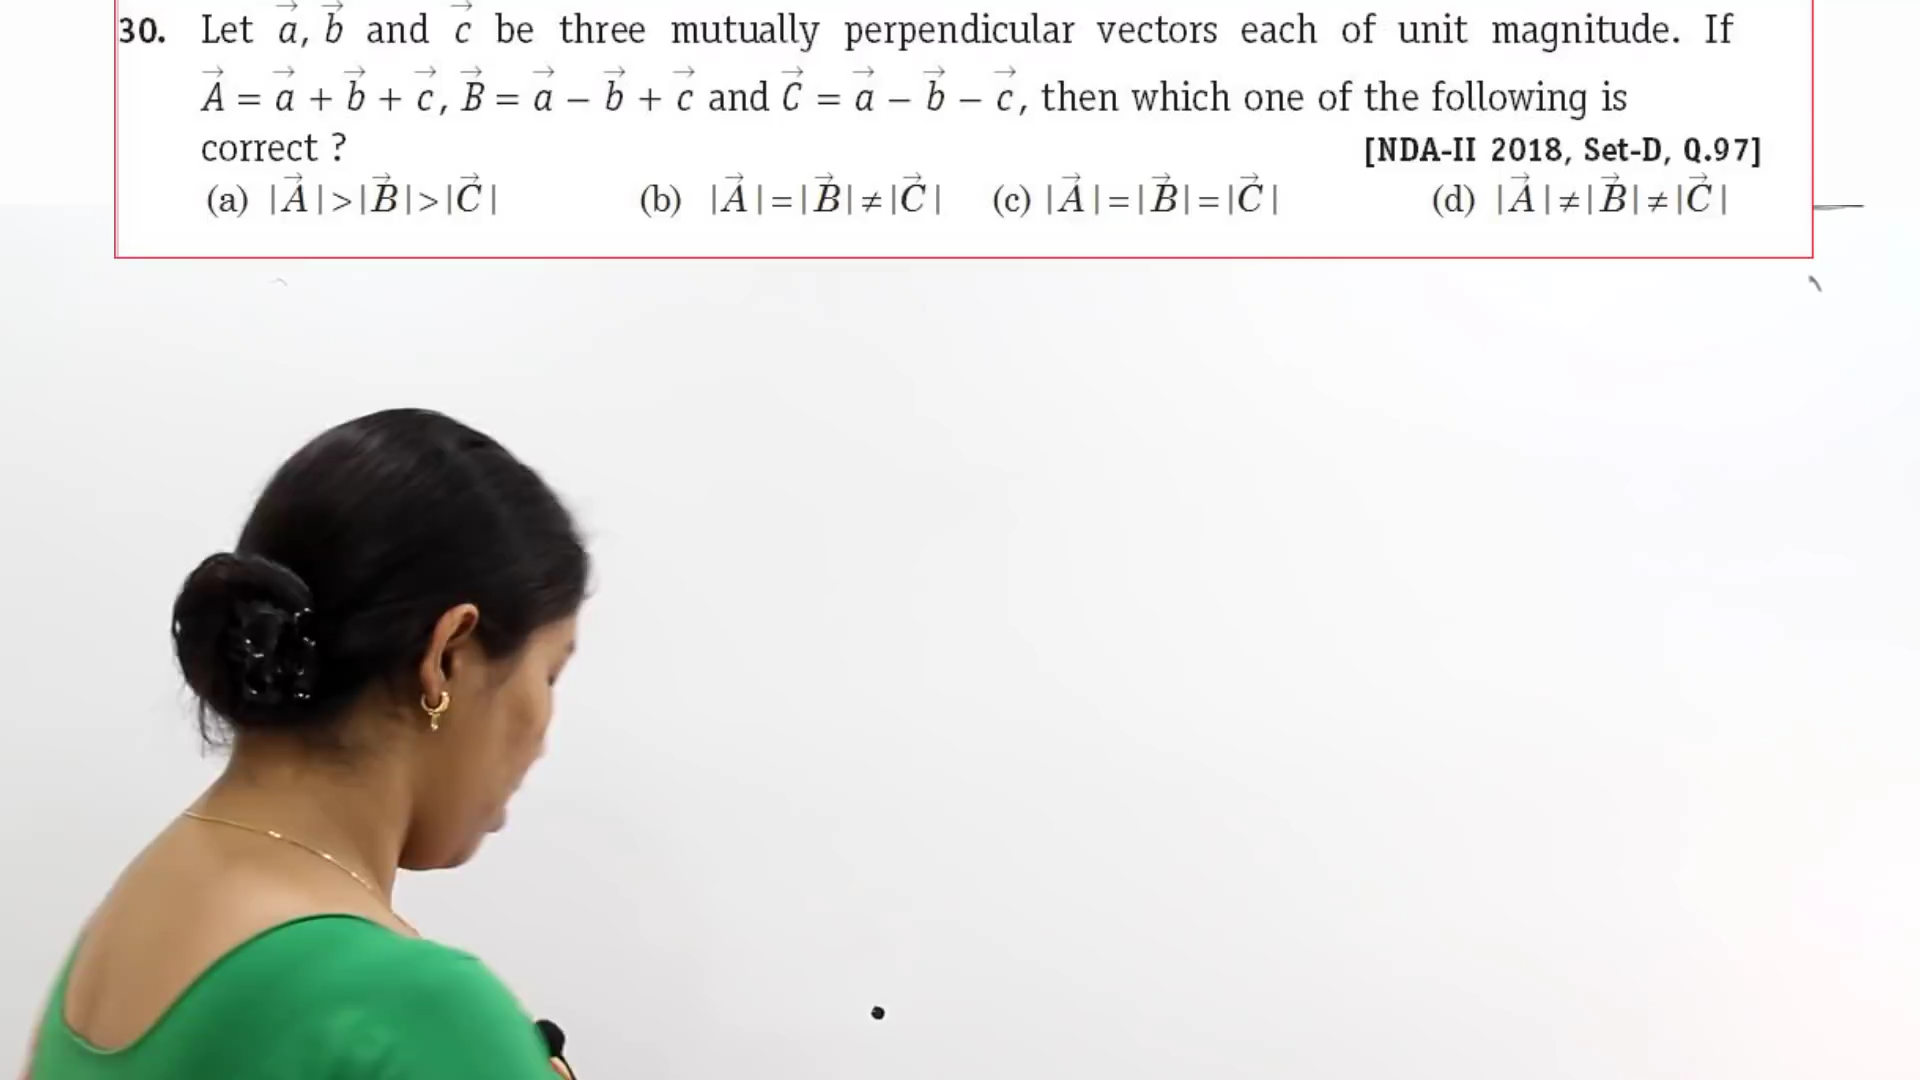 30. Let →a, →b and →c be three mutually perpendicular vectors each of unit magnitude. If
→A = →a + →b + →c, →B = →a − →b + →c and →C = →a − →b − →c, then which one of the following is
correct ? [NDA-II 2018, Set-D, Q.97]
(a) |→A|>|→B|>|→C| (b) |→A|=|→B|≠|→C| (c) |→A|=|→B|=|→C| (d) |→A|≠|→B|≠|→C|